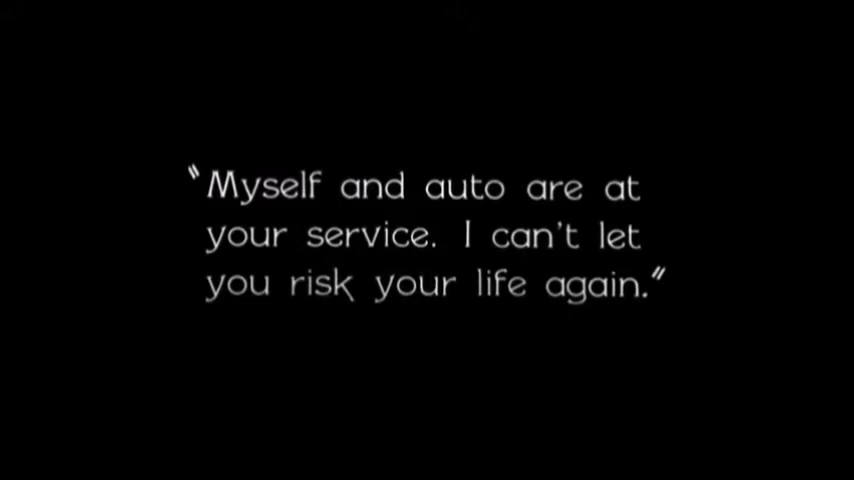 "Myself and auto are at
your service. I can't let
you risk your life again."